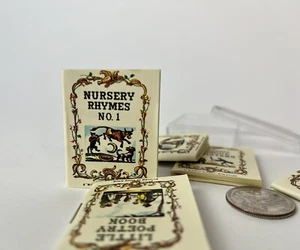 NURSERY
RHYMES
NO. 1
LITTLE
POETRY
BOOK